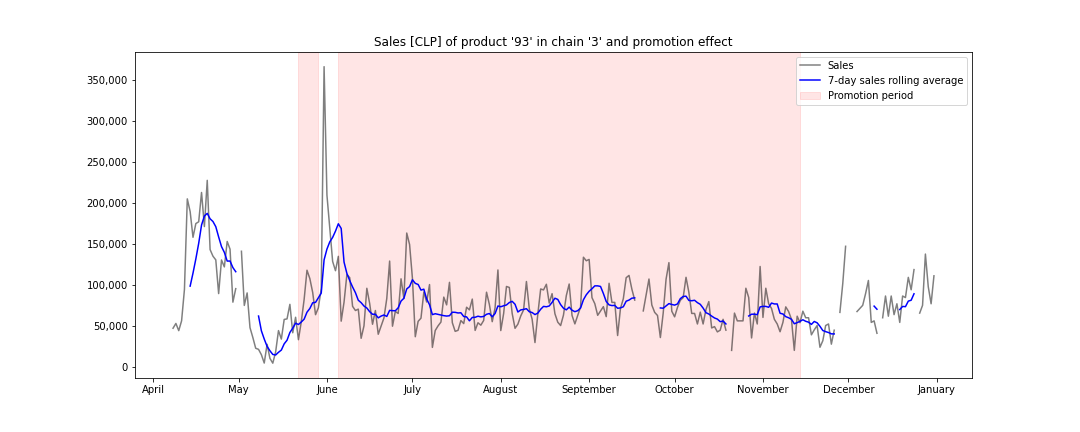 Sales [CLP] of product '93' in chain '3' and promotion effect
Sales
7-day sales rolling average
Promotion period
350,000
300,000
250,000
200,000
150,000
100,000
50,000
0
April May June July August September October November December January